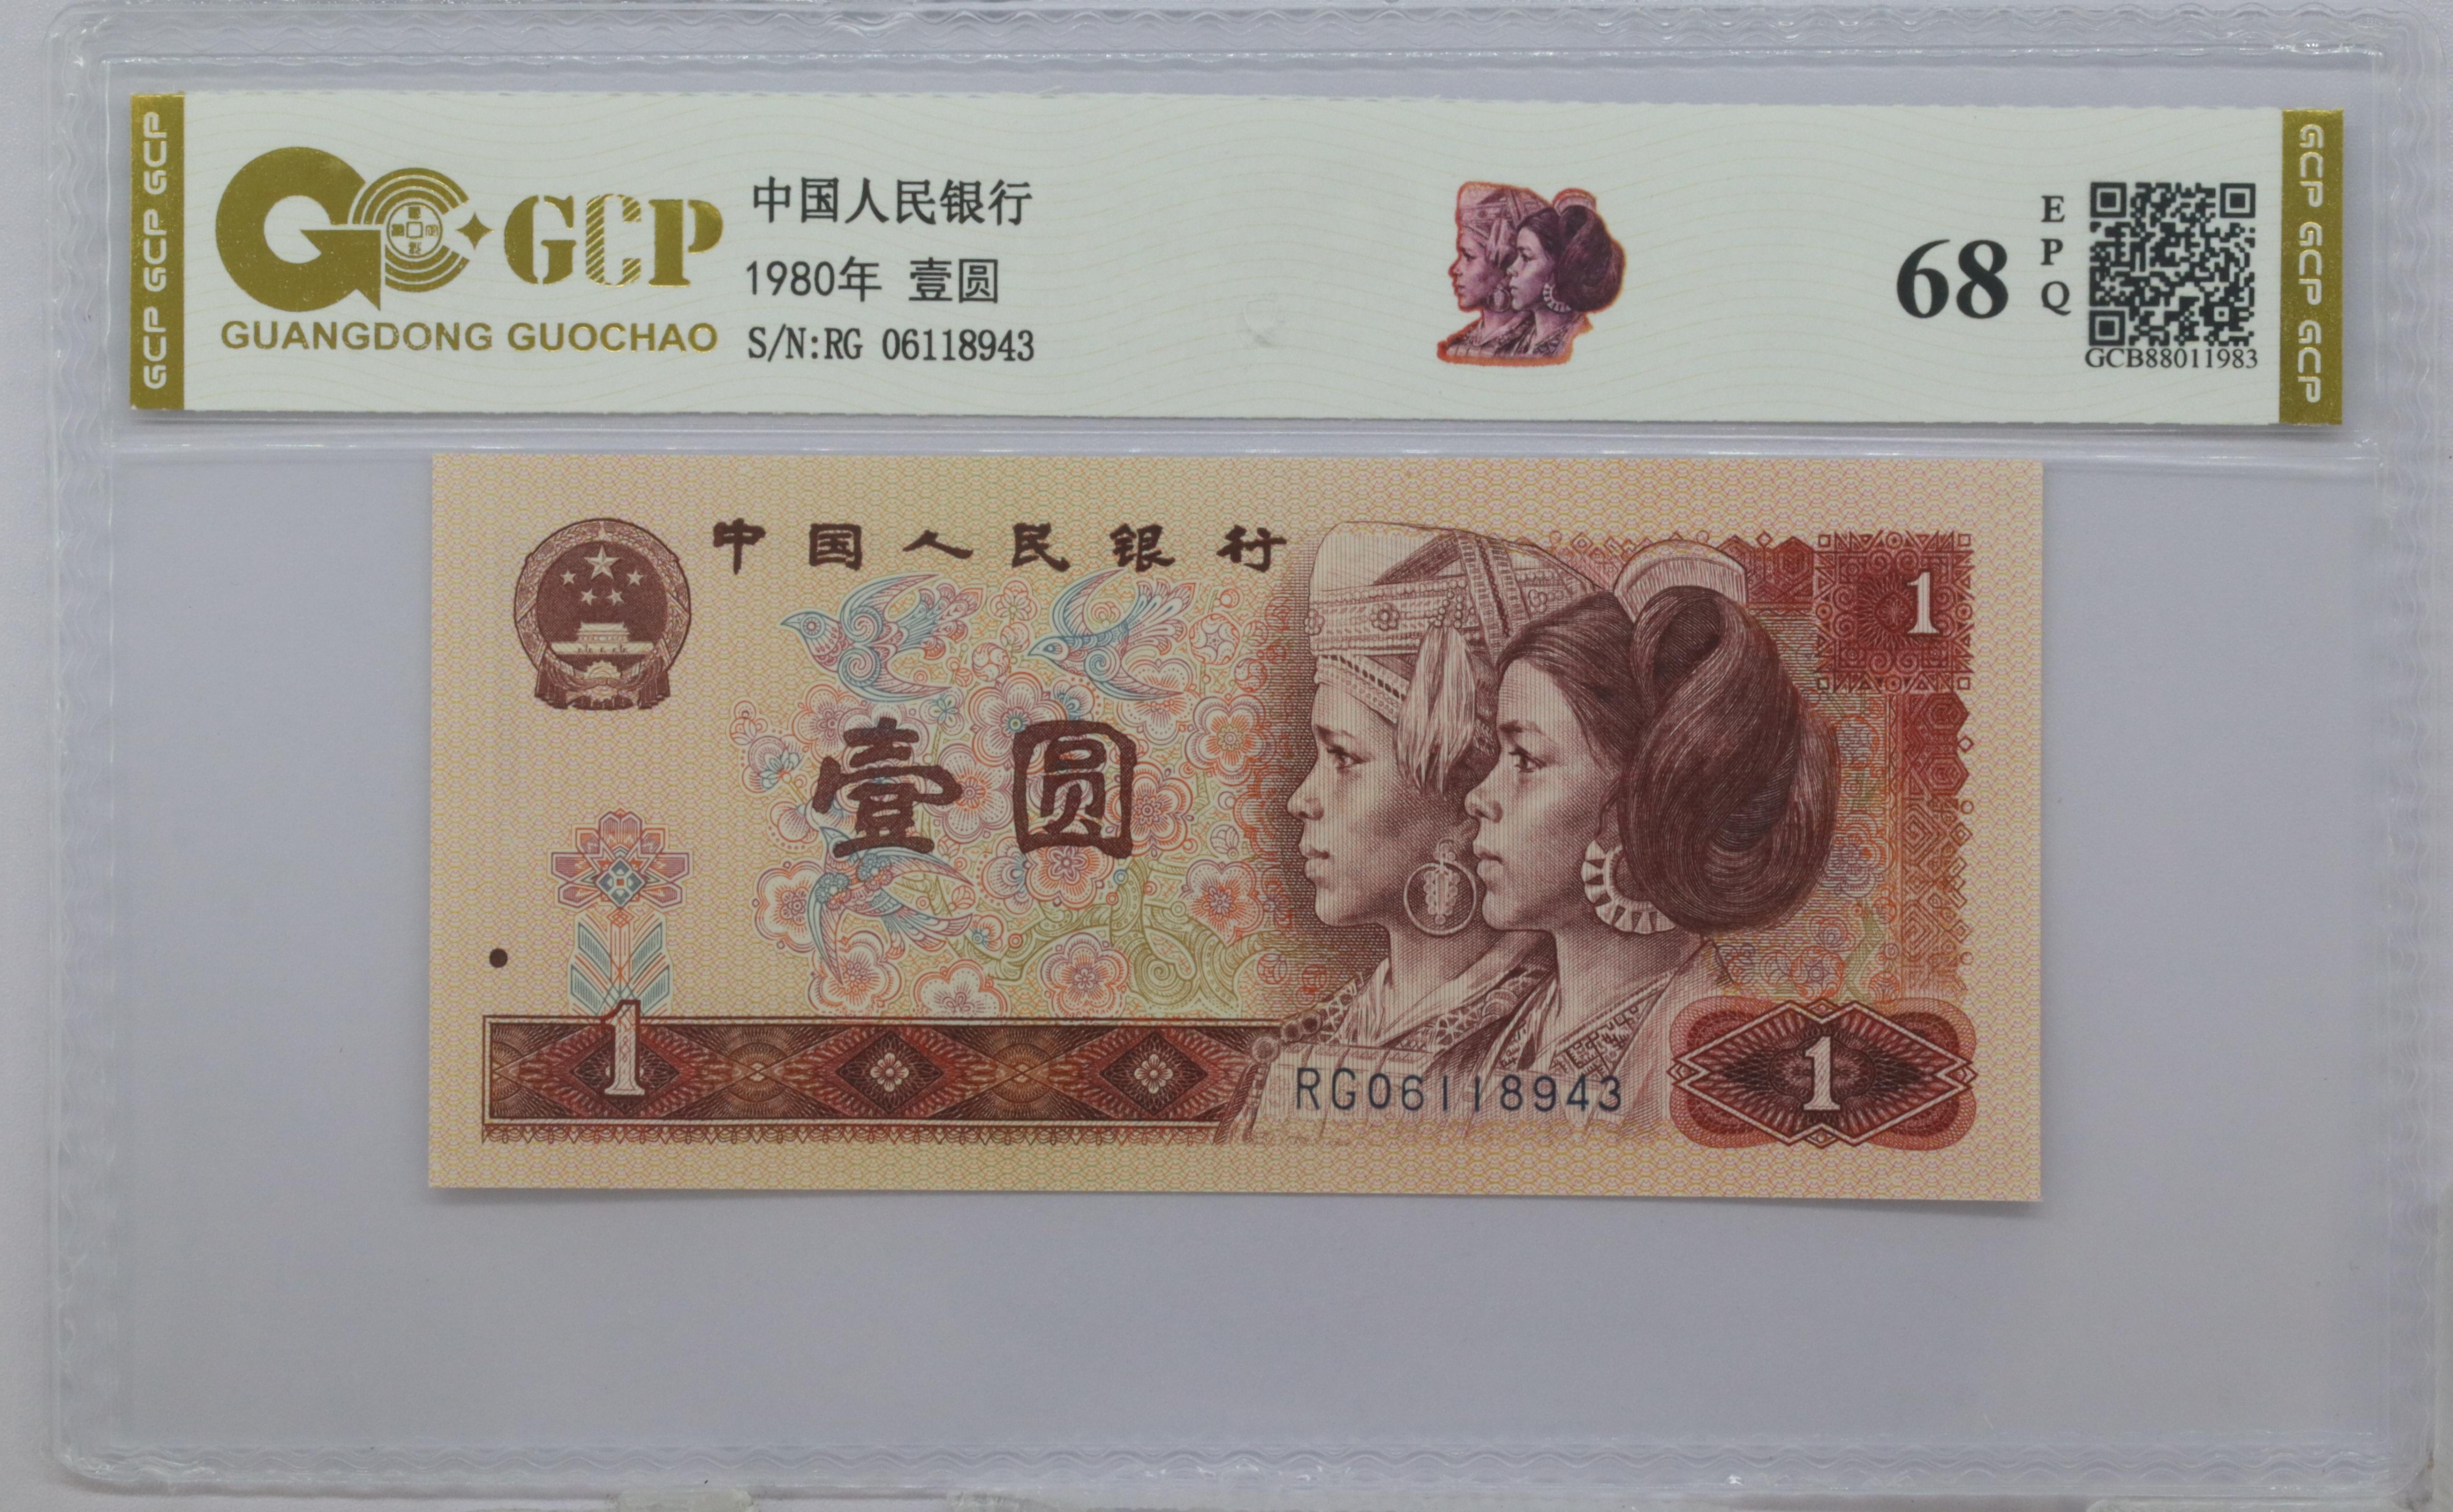 GCP GCP GCP
GCP
GUANGDONG GUOCHAO
中国人民银行
1980年 壹圆
S/N:RG 06118943
68
EPQ
GCB88011983
GCP GCP GCP
中国人民银行
1
壹圆
1
RG06118943
1